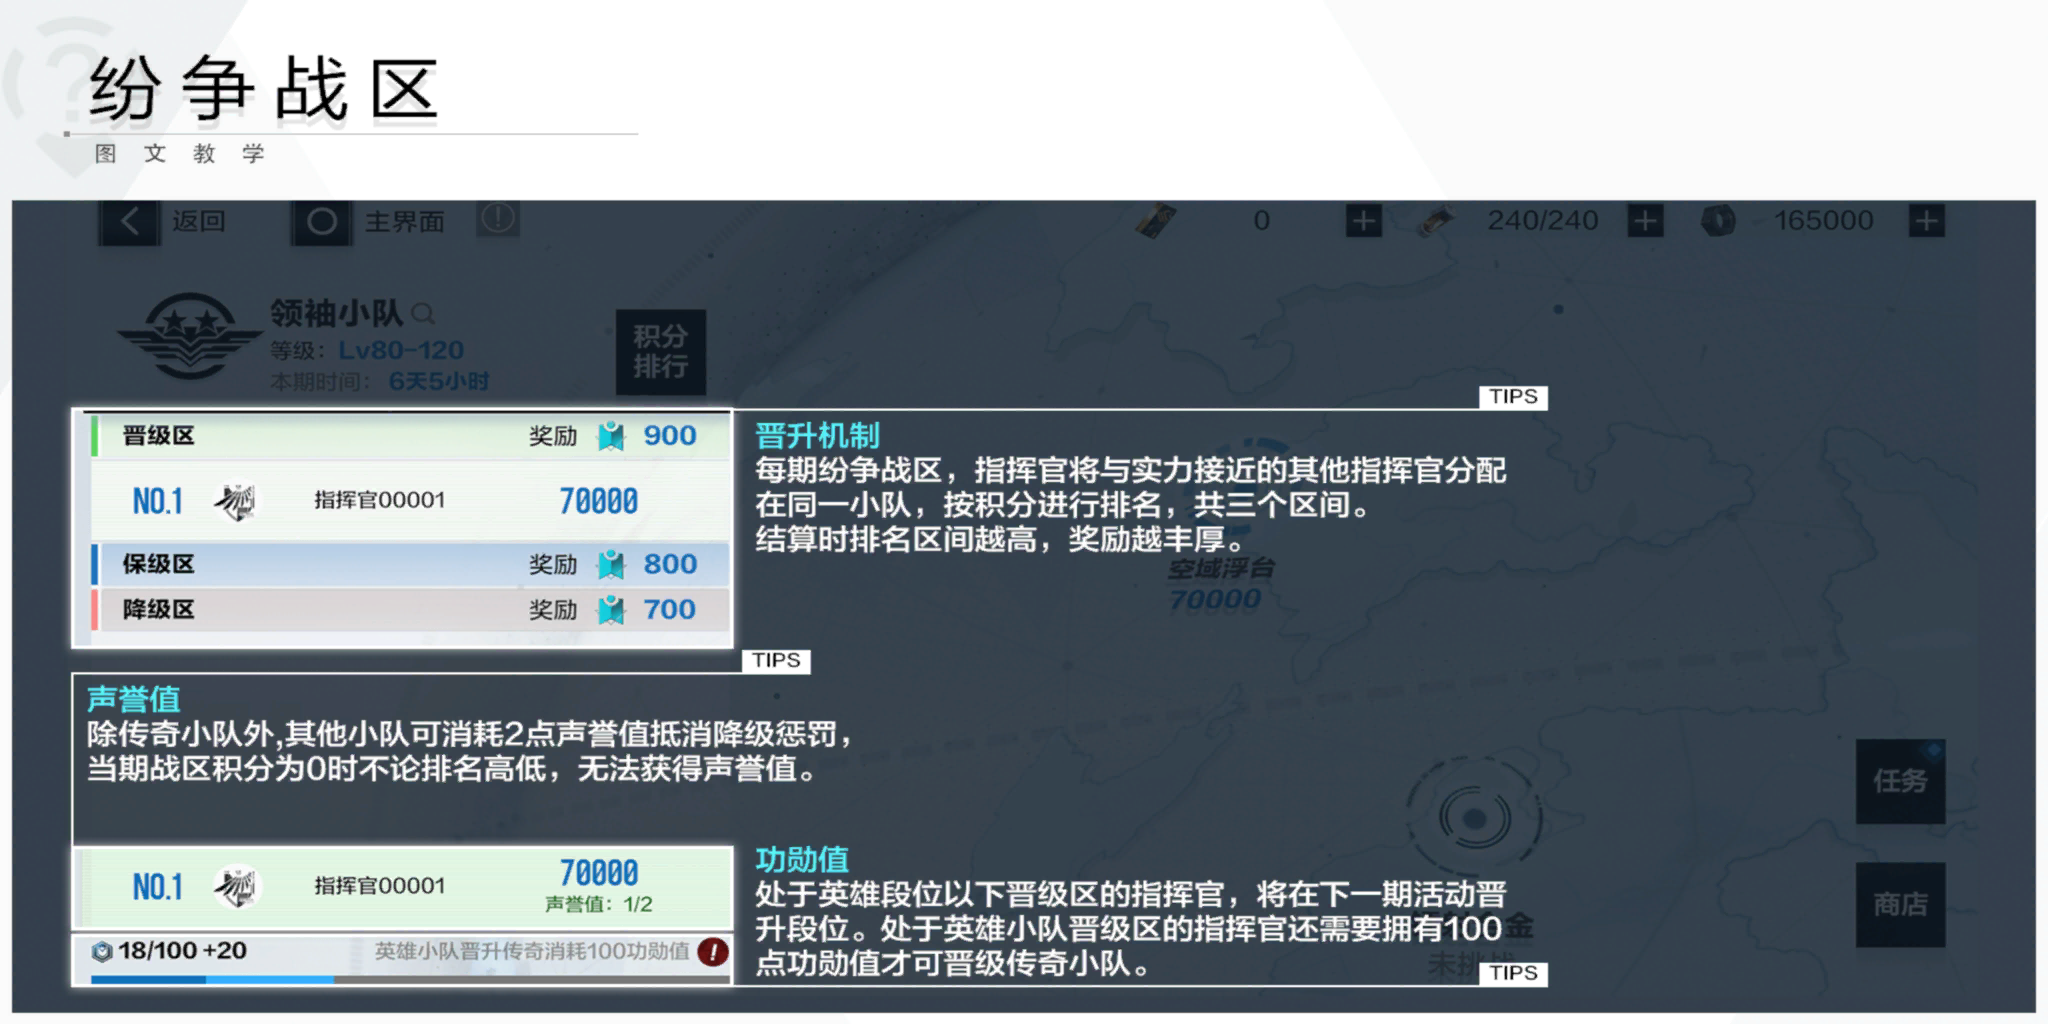 纷争战区
图文教学
返回
主界面
0
240/240
165000
领袖小队
等级：Lv80-120
本期时间：6天5小时
积分
排行
TIPS
晋级区 奖励 900
NO.1 指挥官00001 70000
保级区 奖励 800
降级区 奖励 700
晋升机制
每期纷争战区，指挥官将与实力接近的其他指挥官分配
在同一小队，按积分进行排名，共三个区间。
结算时排名区间越高，奖励越丰厚。
空域浮台
70000
TIPS
声誉值
除传奇小队外,其他小队可消耗2点声誉值抵消降级惩罚，
当期战区积分为0时不论排名高低，无法获得声誉值。
任务
商店
NO.1 指挥官00001 70000
声誉值：1/2
18/100 +20 英雄小队晋升传奇消耗100功勋值
功勋值
处于英雄段位以下晋级区的指挥官，将在下一期活动晋
升段位。处于英雄小队晋级区的指挥官还需要拥有100
点功勋值才可晋级传奇小队。
TIPS